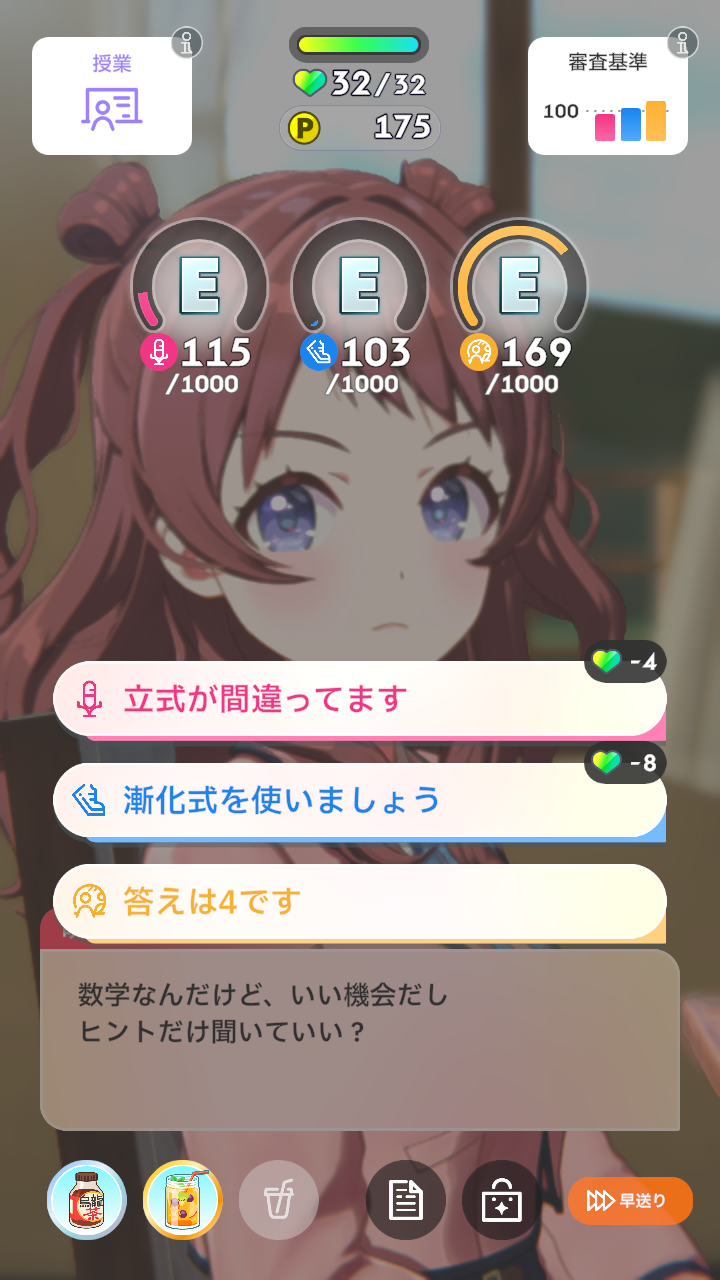 授業
32/32
P 175
審査基準
100
E
E
E
115
/1000
103
/1000
169
/1000
-4
立式が間違ってます
-8
漸化式を使いましょう
答えは4です
数学なんだけど、いい機会だし
ヒントだけ聞いていい？
烏龍
茶
早送り